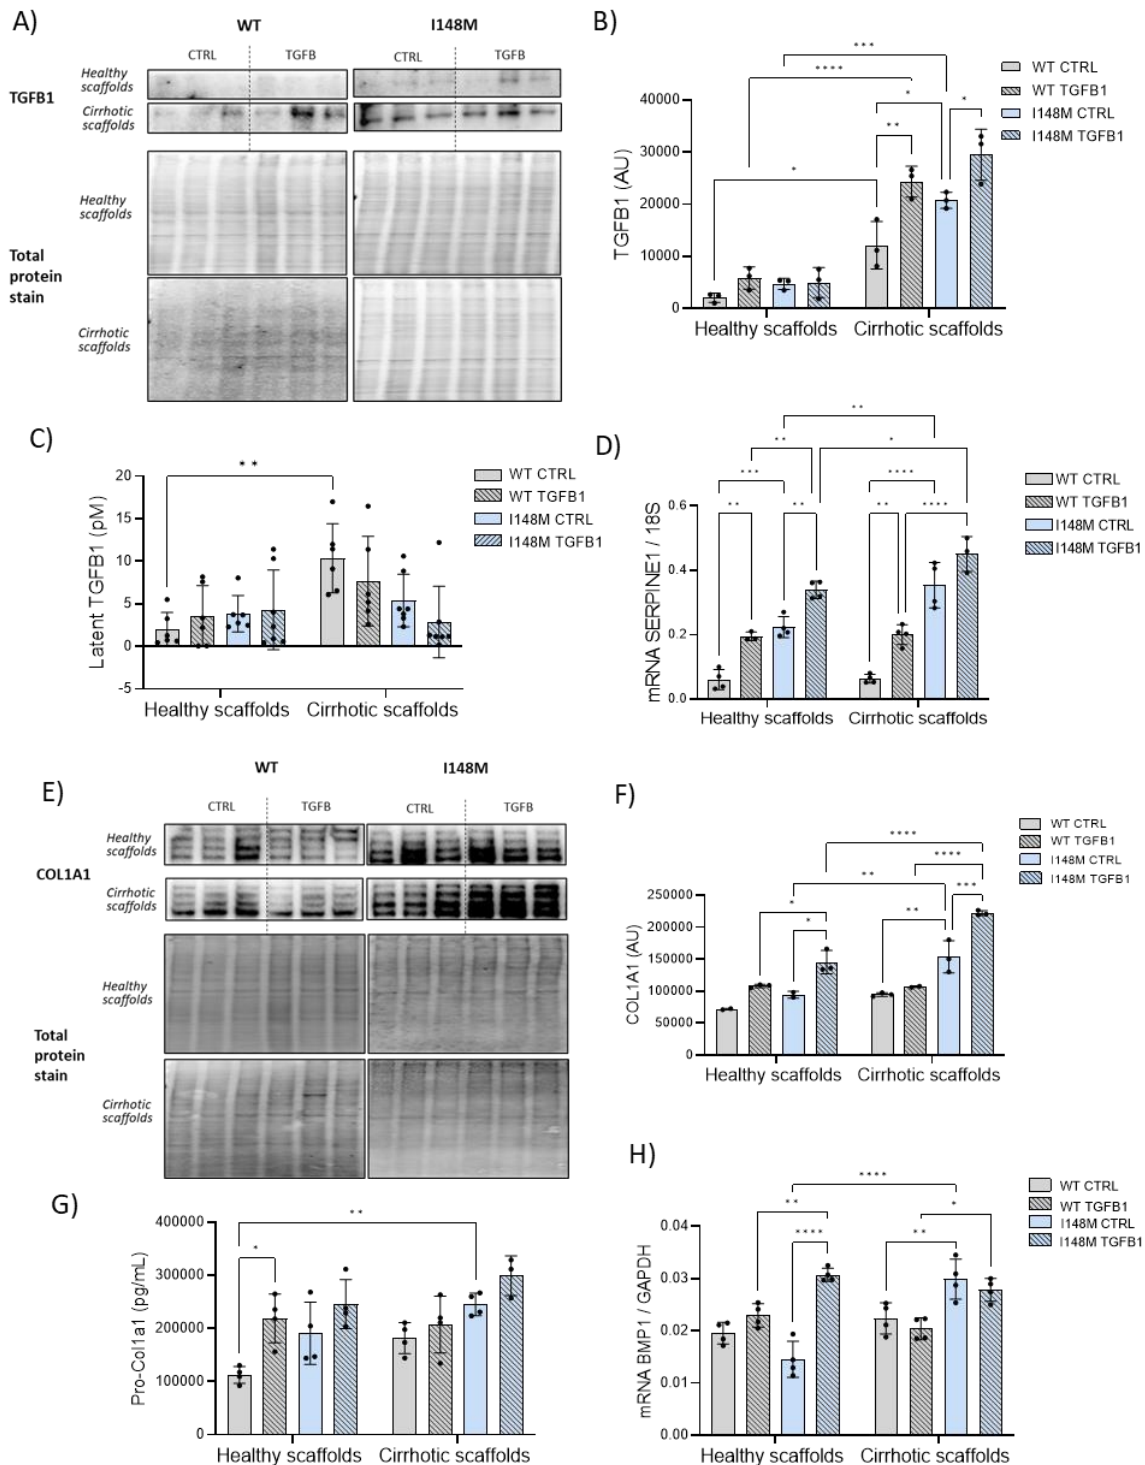 A)
WT
I148M
CTRL
TGFB
CTRL
TGFB
TGFB1
Healthy
scaffolds
Cirrhotic
scaffolds
Healthy
scaffolds
Total
protein
stain
Cirrhotic
scaffolds
B)
WT CTRL
WT TGFB1
I148M CTRL
I148M TGFB1
***
****
*
*
**
*
TGFB1 (AU)
40000
30000
20000
10000
0
Healthy scaffolds
Cirrhotic scaffolds
C)
**
WT CTRL
WT TGFB1
I148M CTRL
I148M TGFB1
Latent TGFB1 (pM)
20
15
10
5
0
-5
Healthy scaffolds
Cirrhotic scaffolds
D)
**
**
*
***
****
**
**
**
****
WT CTRL
WT TGFB1
I148M CTRL
I148M TGFB1
mRNA SERPINE1 / 18S
0.6
0.4
0.2
0.0
Healthy scaffolds
Cirrhotic scaffolds
E)
WT
I148M
CTRL
TGFB
CTRL
TGFB
COL1A1
Healthy
scaffolds
Cirrhotic
scaffolds
Healthy
scaffolds
Total
protein
stain
Cirrhotic
scaffolds
F)
****
****
**
***
*
**
*
WT CTRL
WT TGFB1
I148M CTRL
I148M TGFB1
COL1A1 (AU)
250000
200000
150000
100000
50000
0
Healthy scaffolds
Cirrhotic scaffolds
G)
**
*
Pro-Col1a1 (pg/mL)
400000
300000
200000
100000
0
Healthy scaffolds
Cirrhotic scaffolds
H)
****
**
*
****
**
WT CTRL
WT TGFB1
I148M CTRL
I148M TGFB1
mRNA BMP1 / GAPDH
0.04
0.03
0.02
0.01
0.00
Healthy scaffolds
Cirrhotic scaffolds